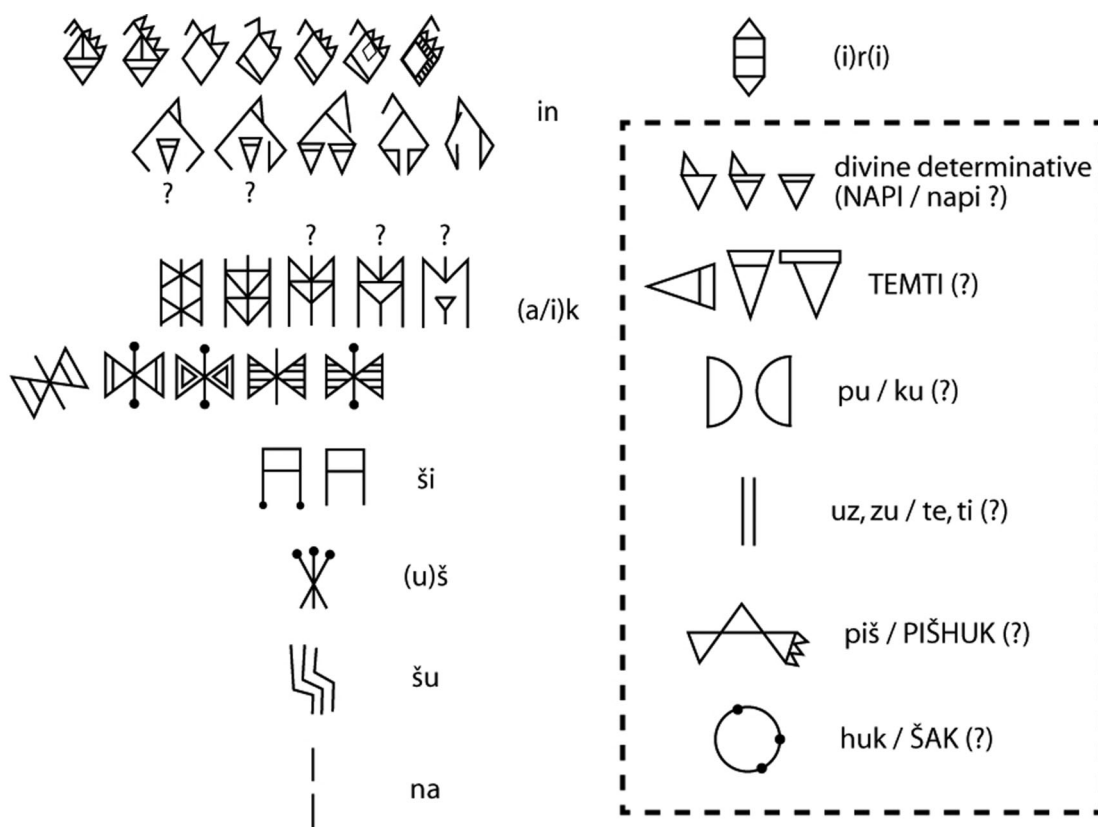 in
? ?
? ? ?
(a/i)k
ši
(u)š
šu
na
(i)r(i)
divine determinative
(NAPI / napi ?)
TEMTI (?)
pu / ku (?)
uz, zu / te, ti (?)
piš / PIŠHUK (?)
huk / ŠAK (?)